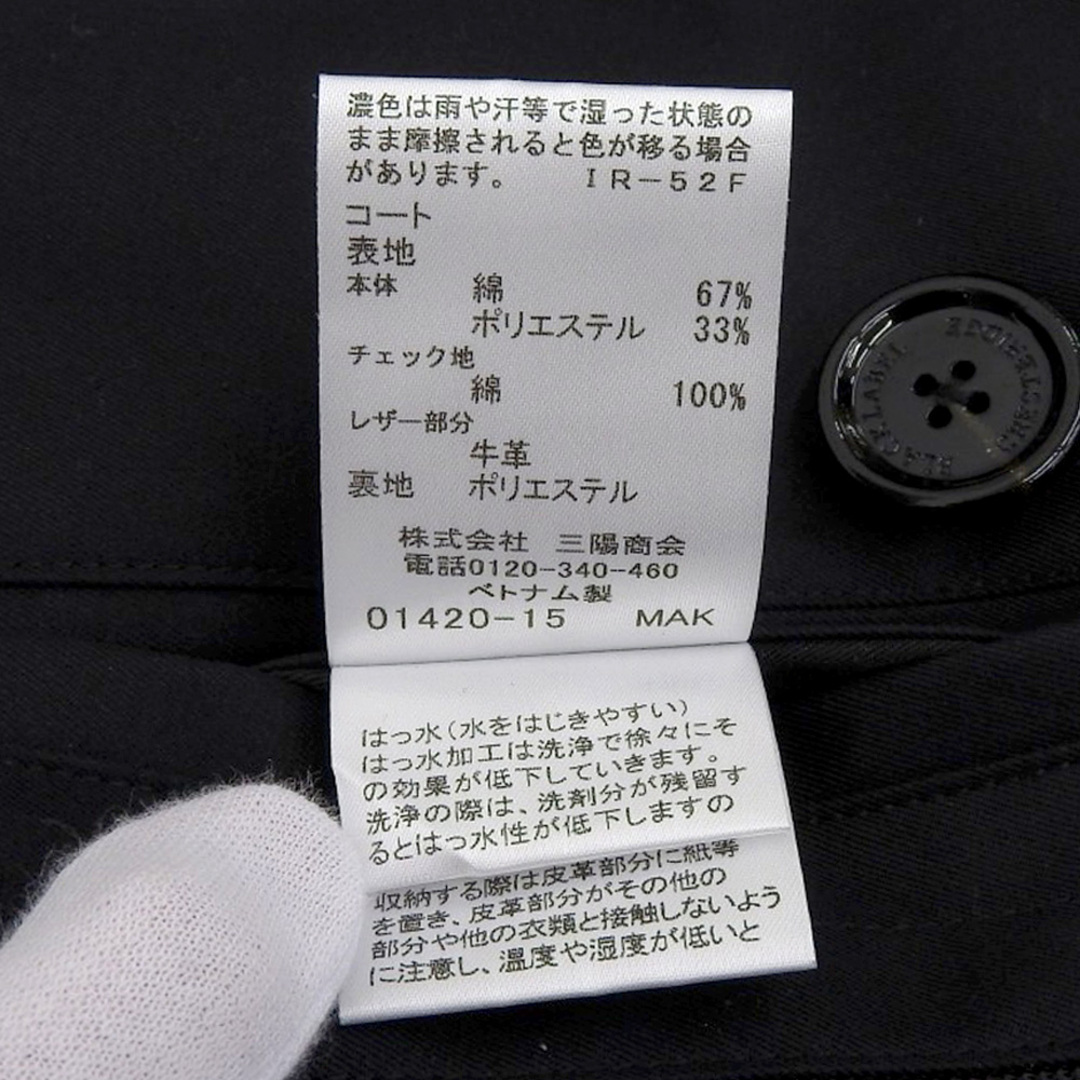 濃色は雨や汗等で湿った状態の
まま摩擦されると色が移る場合
があります。 IR-52F
コート
表地
本体 綿 67%
ポリエステル 33%
チェック地
綿 100%
レザー部分
牛革
裏地 ポリエステル
株式会社 三陽商会
電話0120-340-460
ベトナム製
01420-15 MAK
はっ水(水をはじきやすい)
はっ水加工は洗浄で徐々にそ
の効果が低下していきます。
洗浄の際は、洗剤分が残留す
るとはっ水性が低下しますの
収納する際は皮革部分に紙等
を置き、皮革部分がその他の
部分や他の衣類と接触しないよう
に注意し、温度や湿度が低いと
LABEL
CRESTBRIDGE
BLACK